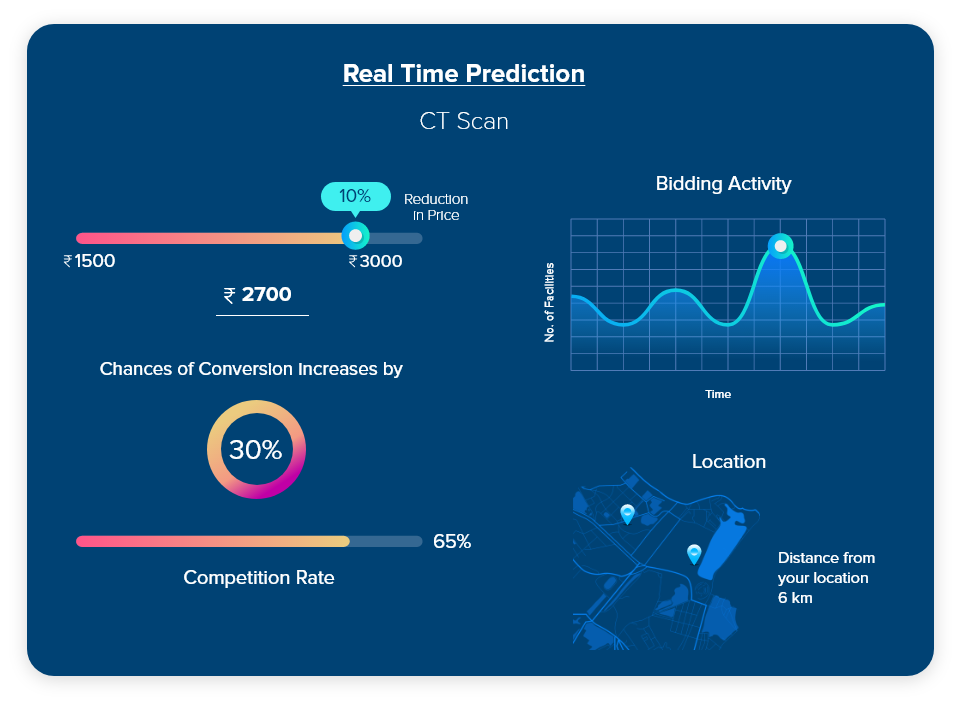 Real Time Prediction
CT Scan
10%
Reduction
in Price
₹1500
₹3000
₹ 2700
Chances of Conversion Increases by
30%
65%
Competition Rate
Bidding Activity
No. of Facilities
Time
Location
Distance from
your location
6 km